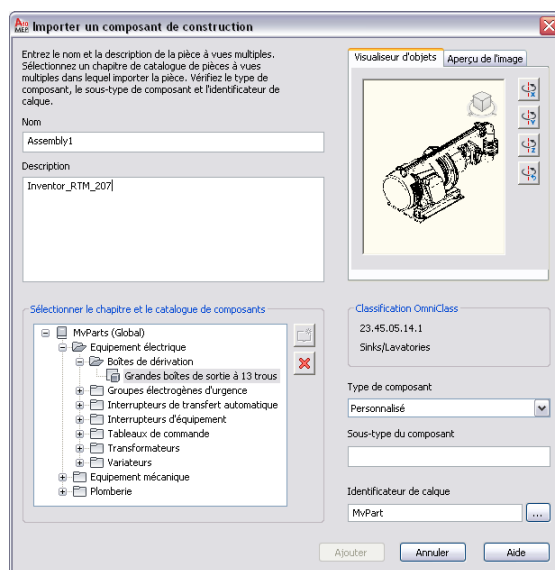 Importer un composant de construction
Entrez le nom et la description de la pièce à vues multiples.
Sélectionnez un chapitre de catalogue de pièces à vues
multiples dans lequel importer la pièce. Vérifiez le type de
composant, le sous-type de composant et l'identificateur de
calque.
Nom
Assembly1
Description
Inventor_RTM_207
Visualiseur d'objets
Aperçu de l'image
Sélectionner le chapitre et le catalogue de composants
MvParts (Global)
Equipement électrique
Boîtes de dérivation
Grandes boîtes de sortie à 13 trous
Groupes électrogènes d'urgence
Interrupteurs de transfert automatique
Interrupteurs d'équipement
Tableaux de commande
Transformateurs
Variateurs
Equipement mécanique
Plomberie
Classification OmniClass
23.45.05.14.1
Sinks/Lavatories
Type de composant
Personnalisé
Sous-type du composant
Identificateur de calque
MvPart
...
Ajouter
Annuler
Aide